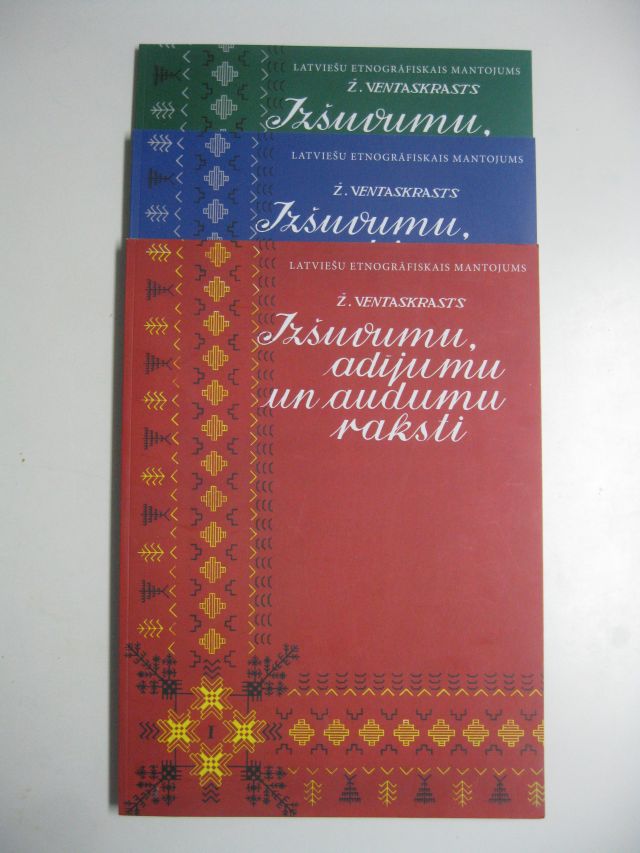 LATVIEŠU ETNOGRĀFISKAIS MANTOJUMS
Ž. VENTASKRASTS
Izšuvumu,
LATVIEŠU ETNOGRĀFISKAIS MANTOJUMS
Ž. VENTASKRASTS
Izšuvumu,
LATVIEŠU ETNOGRĀFISKAIS MANTOJUMS
Ž. VENTASKRASTS
Izšuvumu,
adījumu
un audumu
raksti
I